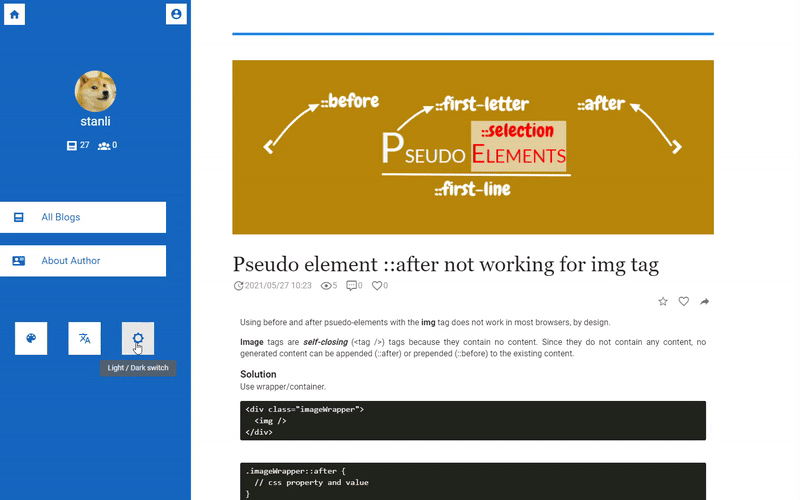 stanli
27 0
All Blogs
About Author
Light / Dark switch
::before
::first-letter
::after
::selection
PSEUDO ELEMENTS
::first-line
Pseudo element ::after not working for img tag
2021/05/27 10:23 5 0 0
Using before and after psuedo-elements with the img tag does not work in most browsers, by design.
Image tags are self-closing (<tag />) tags because they contain no content. Since they do not contain any content, no
generated content can be appended (::after) or prepended (::before) to the existing content.
Solution
Use wrapper/container.
<div class="imageWrapper">
  <img />
</div>
.imageWrapper::after {
  // css property and value
}